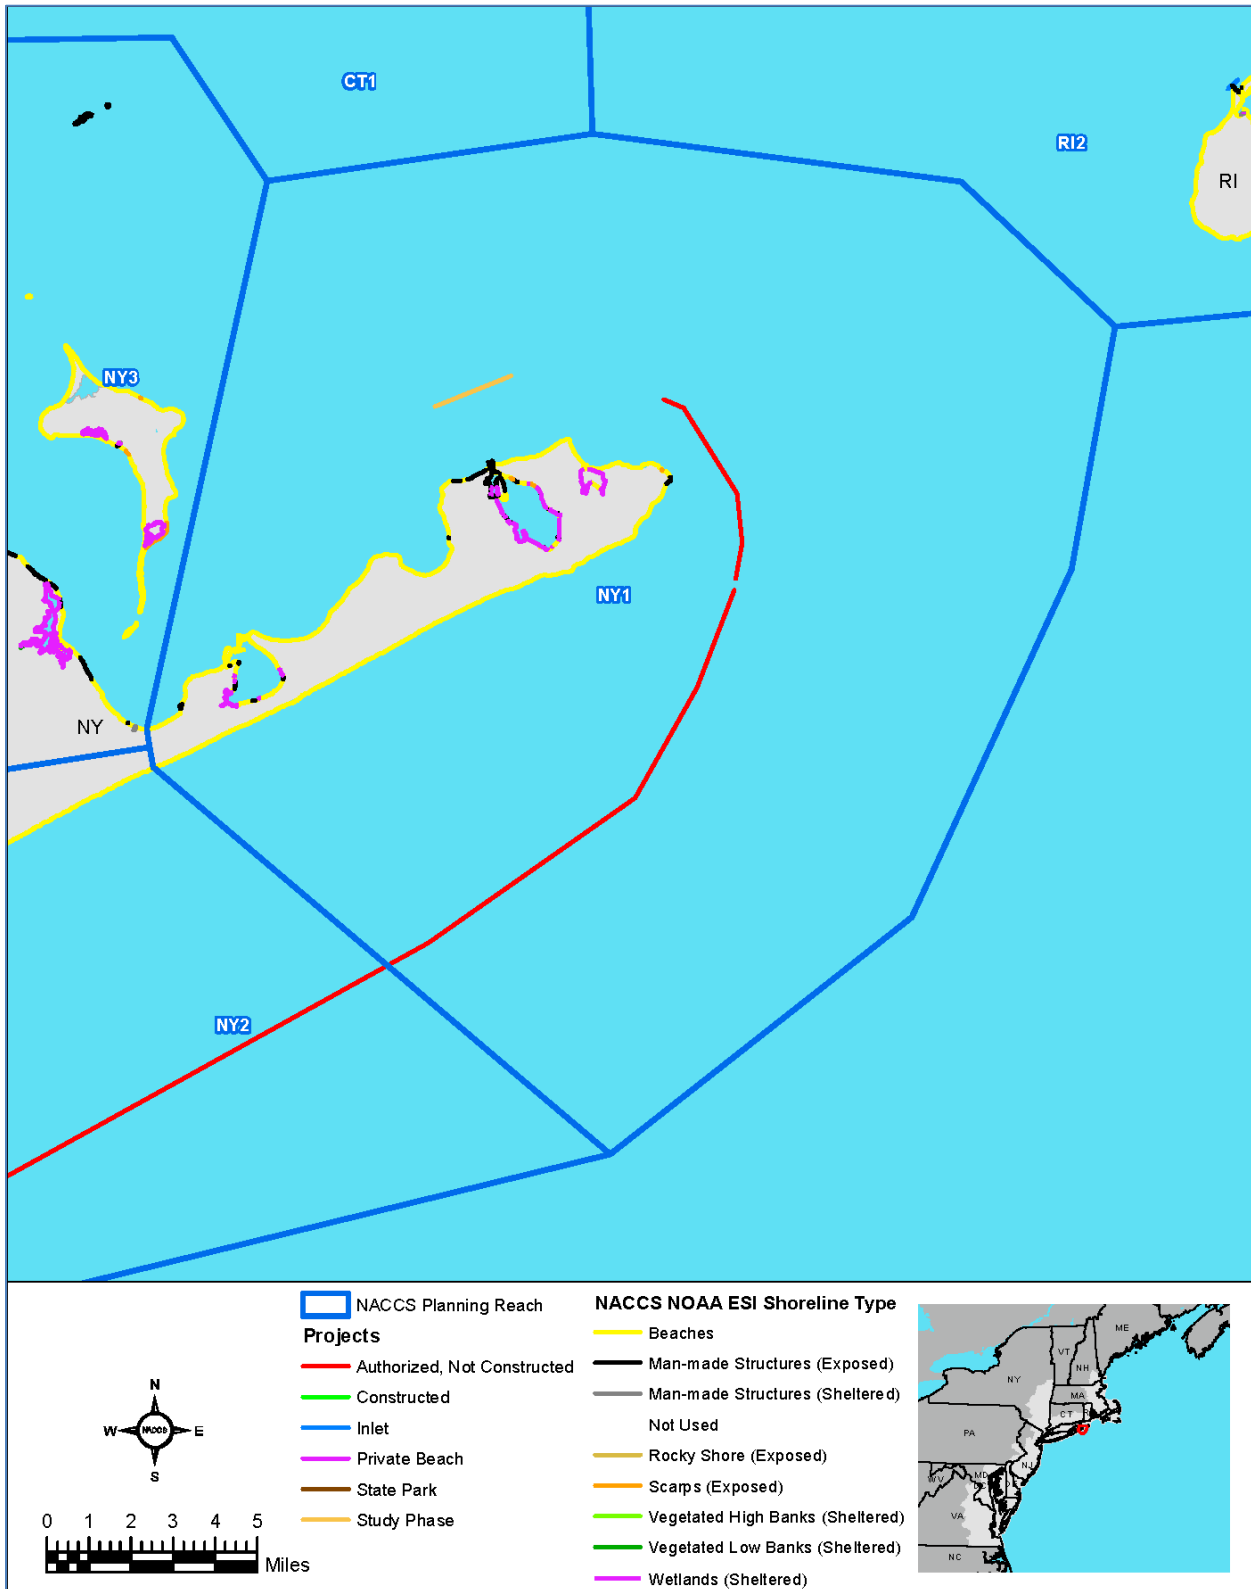 CT1
RI2
RI
NY3
NY1
NY
NY2
NACCS Planning Reach
Projects
Authorized, Not Constructed
Constructed
Inlet
Private Beach
State Park
Study Phase
NACCS NOAA ESI Shoreline Type
Beaches
Man-made Structures (Exposed)
Man-made Structures (Sheltered)
Not Used
Rocky Shore (Exposed)
Scarps (Exposed)
Vegetated High Banks (Sheltered)
Vegetated Low Banks (Sheltered)
Wetlands (Sheltered)
N
W NACCS E
S
0 1 2 3 4 5
Miles
ME
VT
NH
NY
MA
CT
PA
NJ
MD
WV
VA
NC